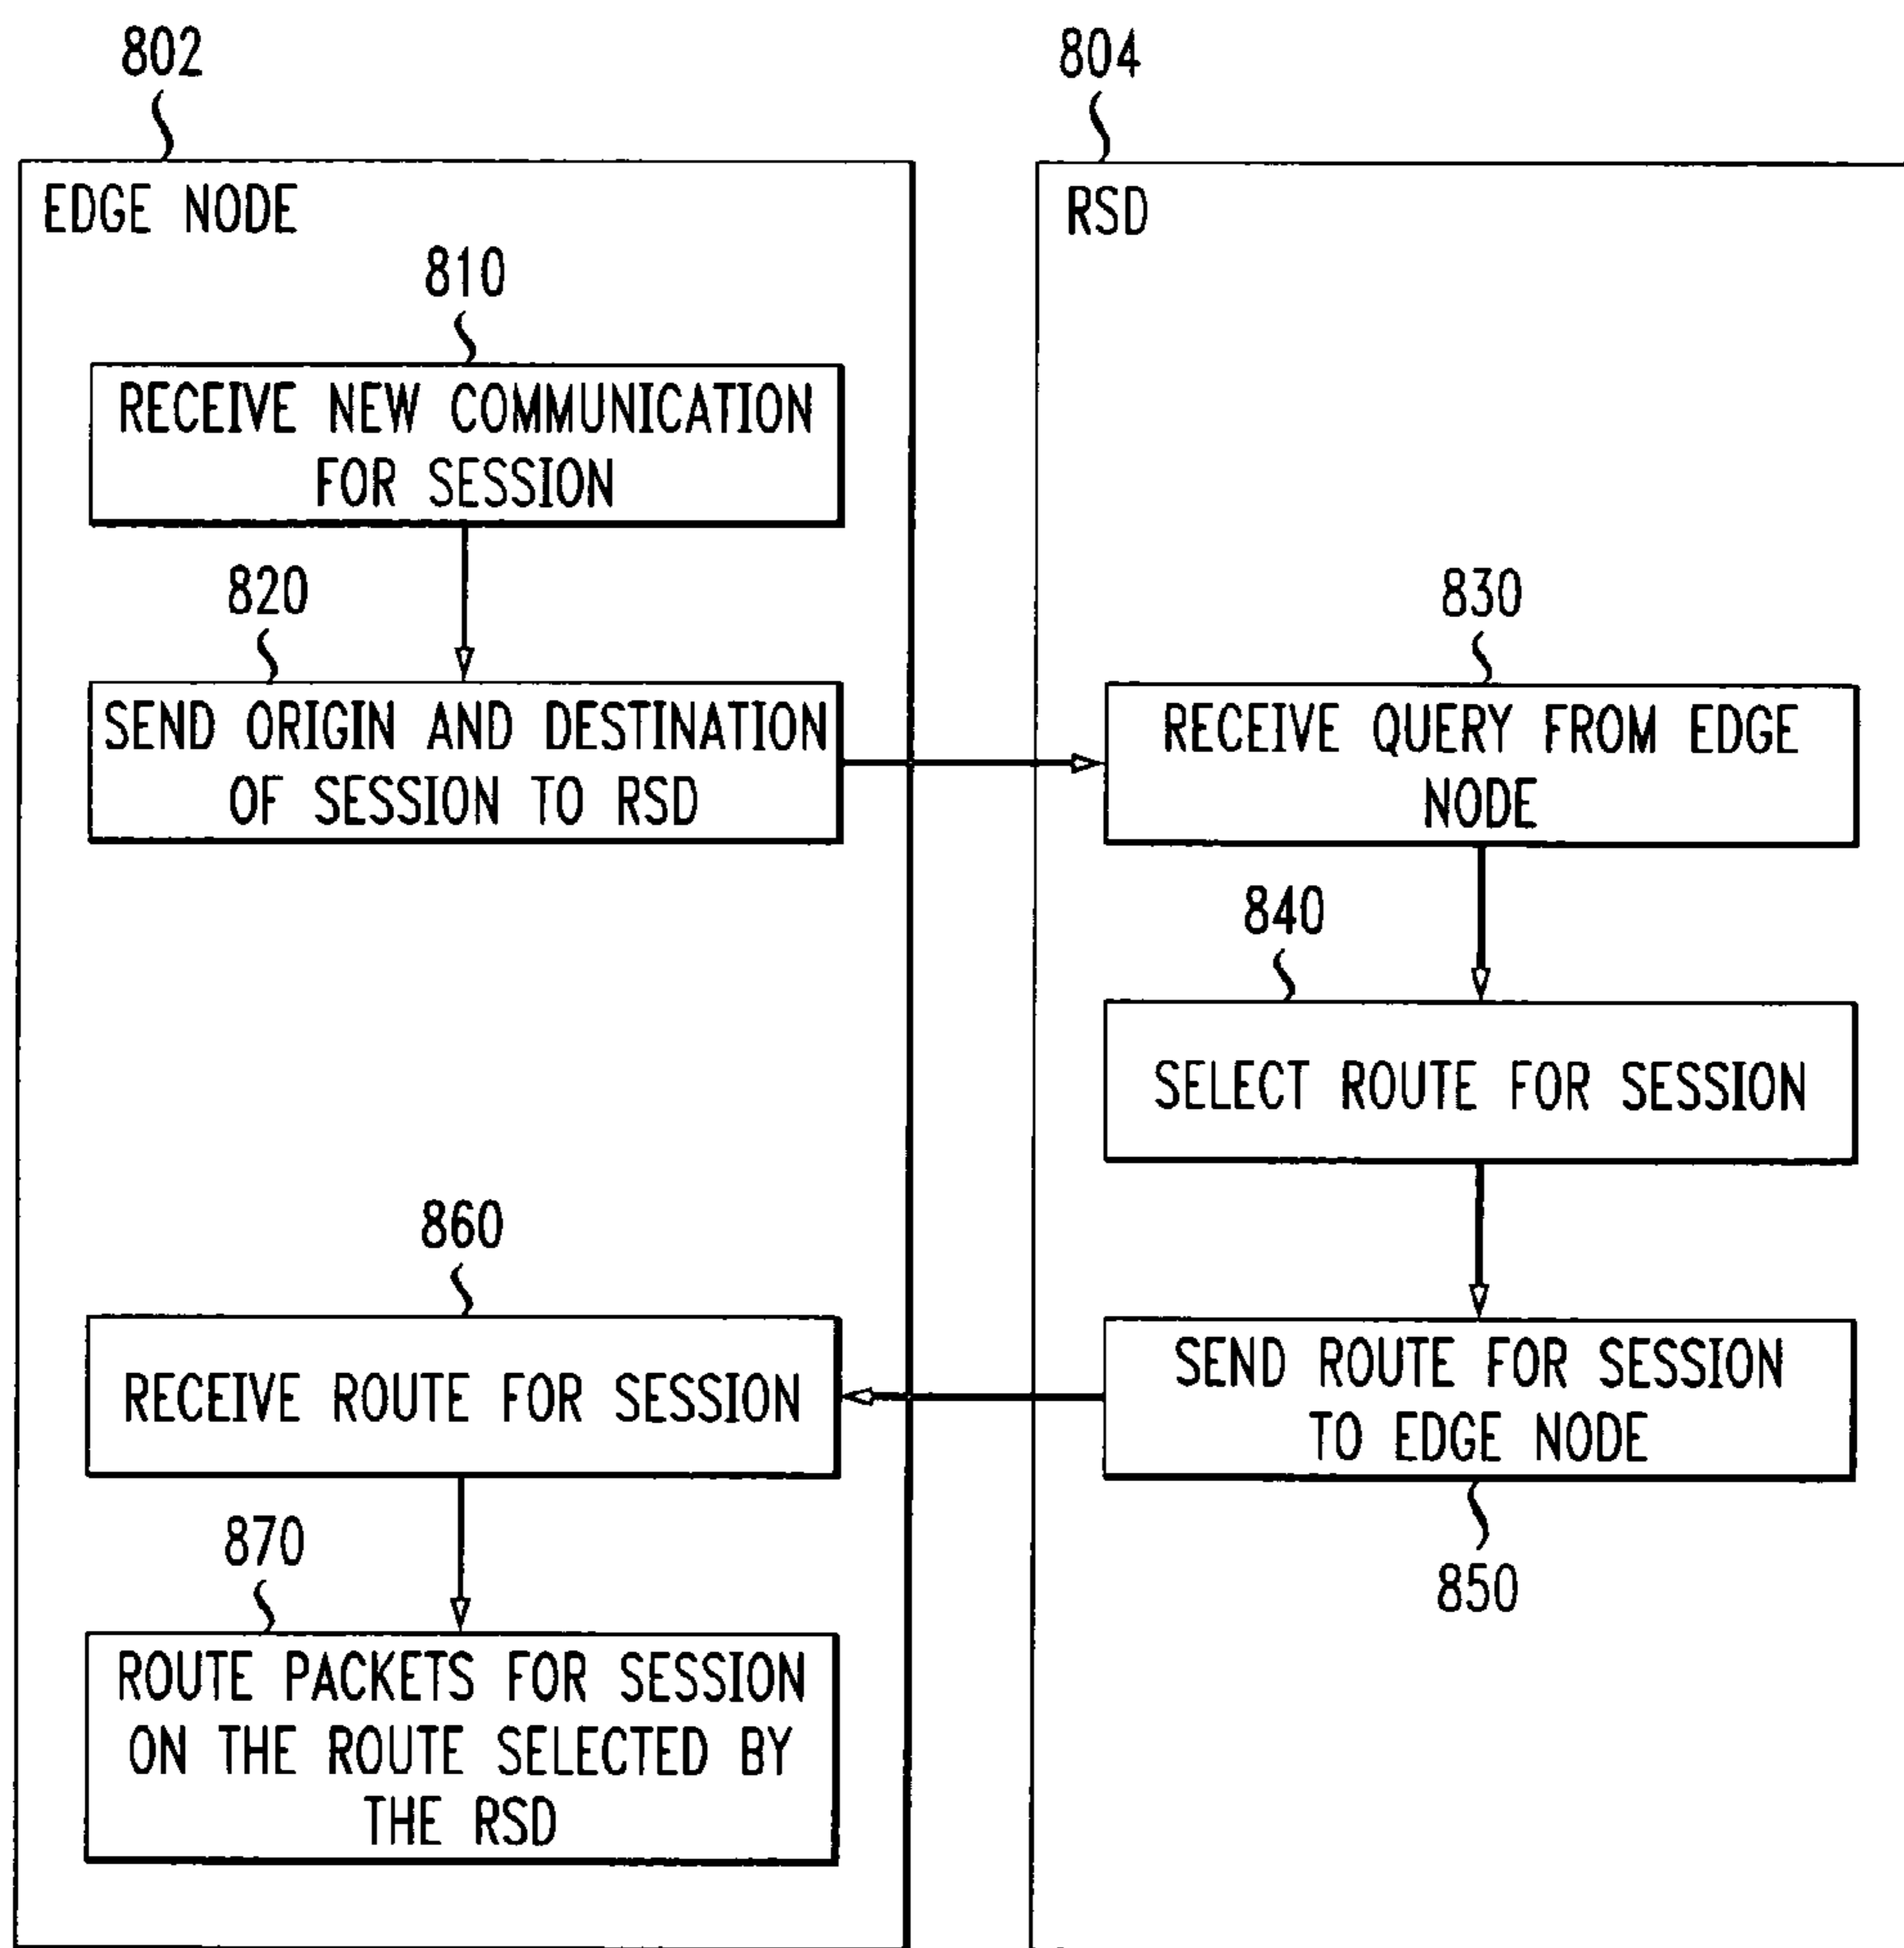 802
804
EDGE NODE
RSD
810
RECEIVE NEW COMMUNICATION
FOR SESSION
820
SEND ORIGIN AND DESTINATION
OF SESSION TO RSD
830
RECEIVE QUERY FROM EDGE
NODE
840
SELECT ROUTE FOR SESSION
SEND ROUTE FOR SESSION
TO EDGE NODE
850
860
RECEIVE ROUTE FOR SESSION
870
ROUTE PACKETS FOR SESSION
ON THE ROUTE SELECTED BY
THE RSD